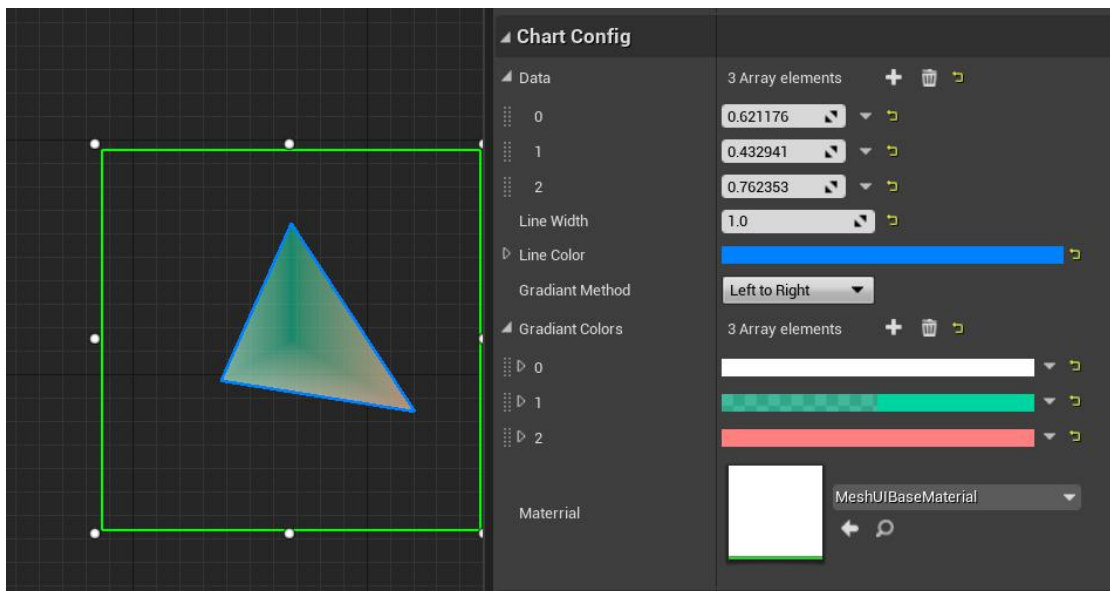 Chart Config
Data 3 Array elements
0 0.621176
1 0.432941
2 0.762353
Line Width 1.0
Line Color
Gradiant Method Left to Right
Gradiant Colors 3 Array elements
0
1
2
MeshUIBaseMaterial
Materrial